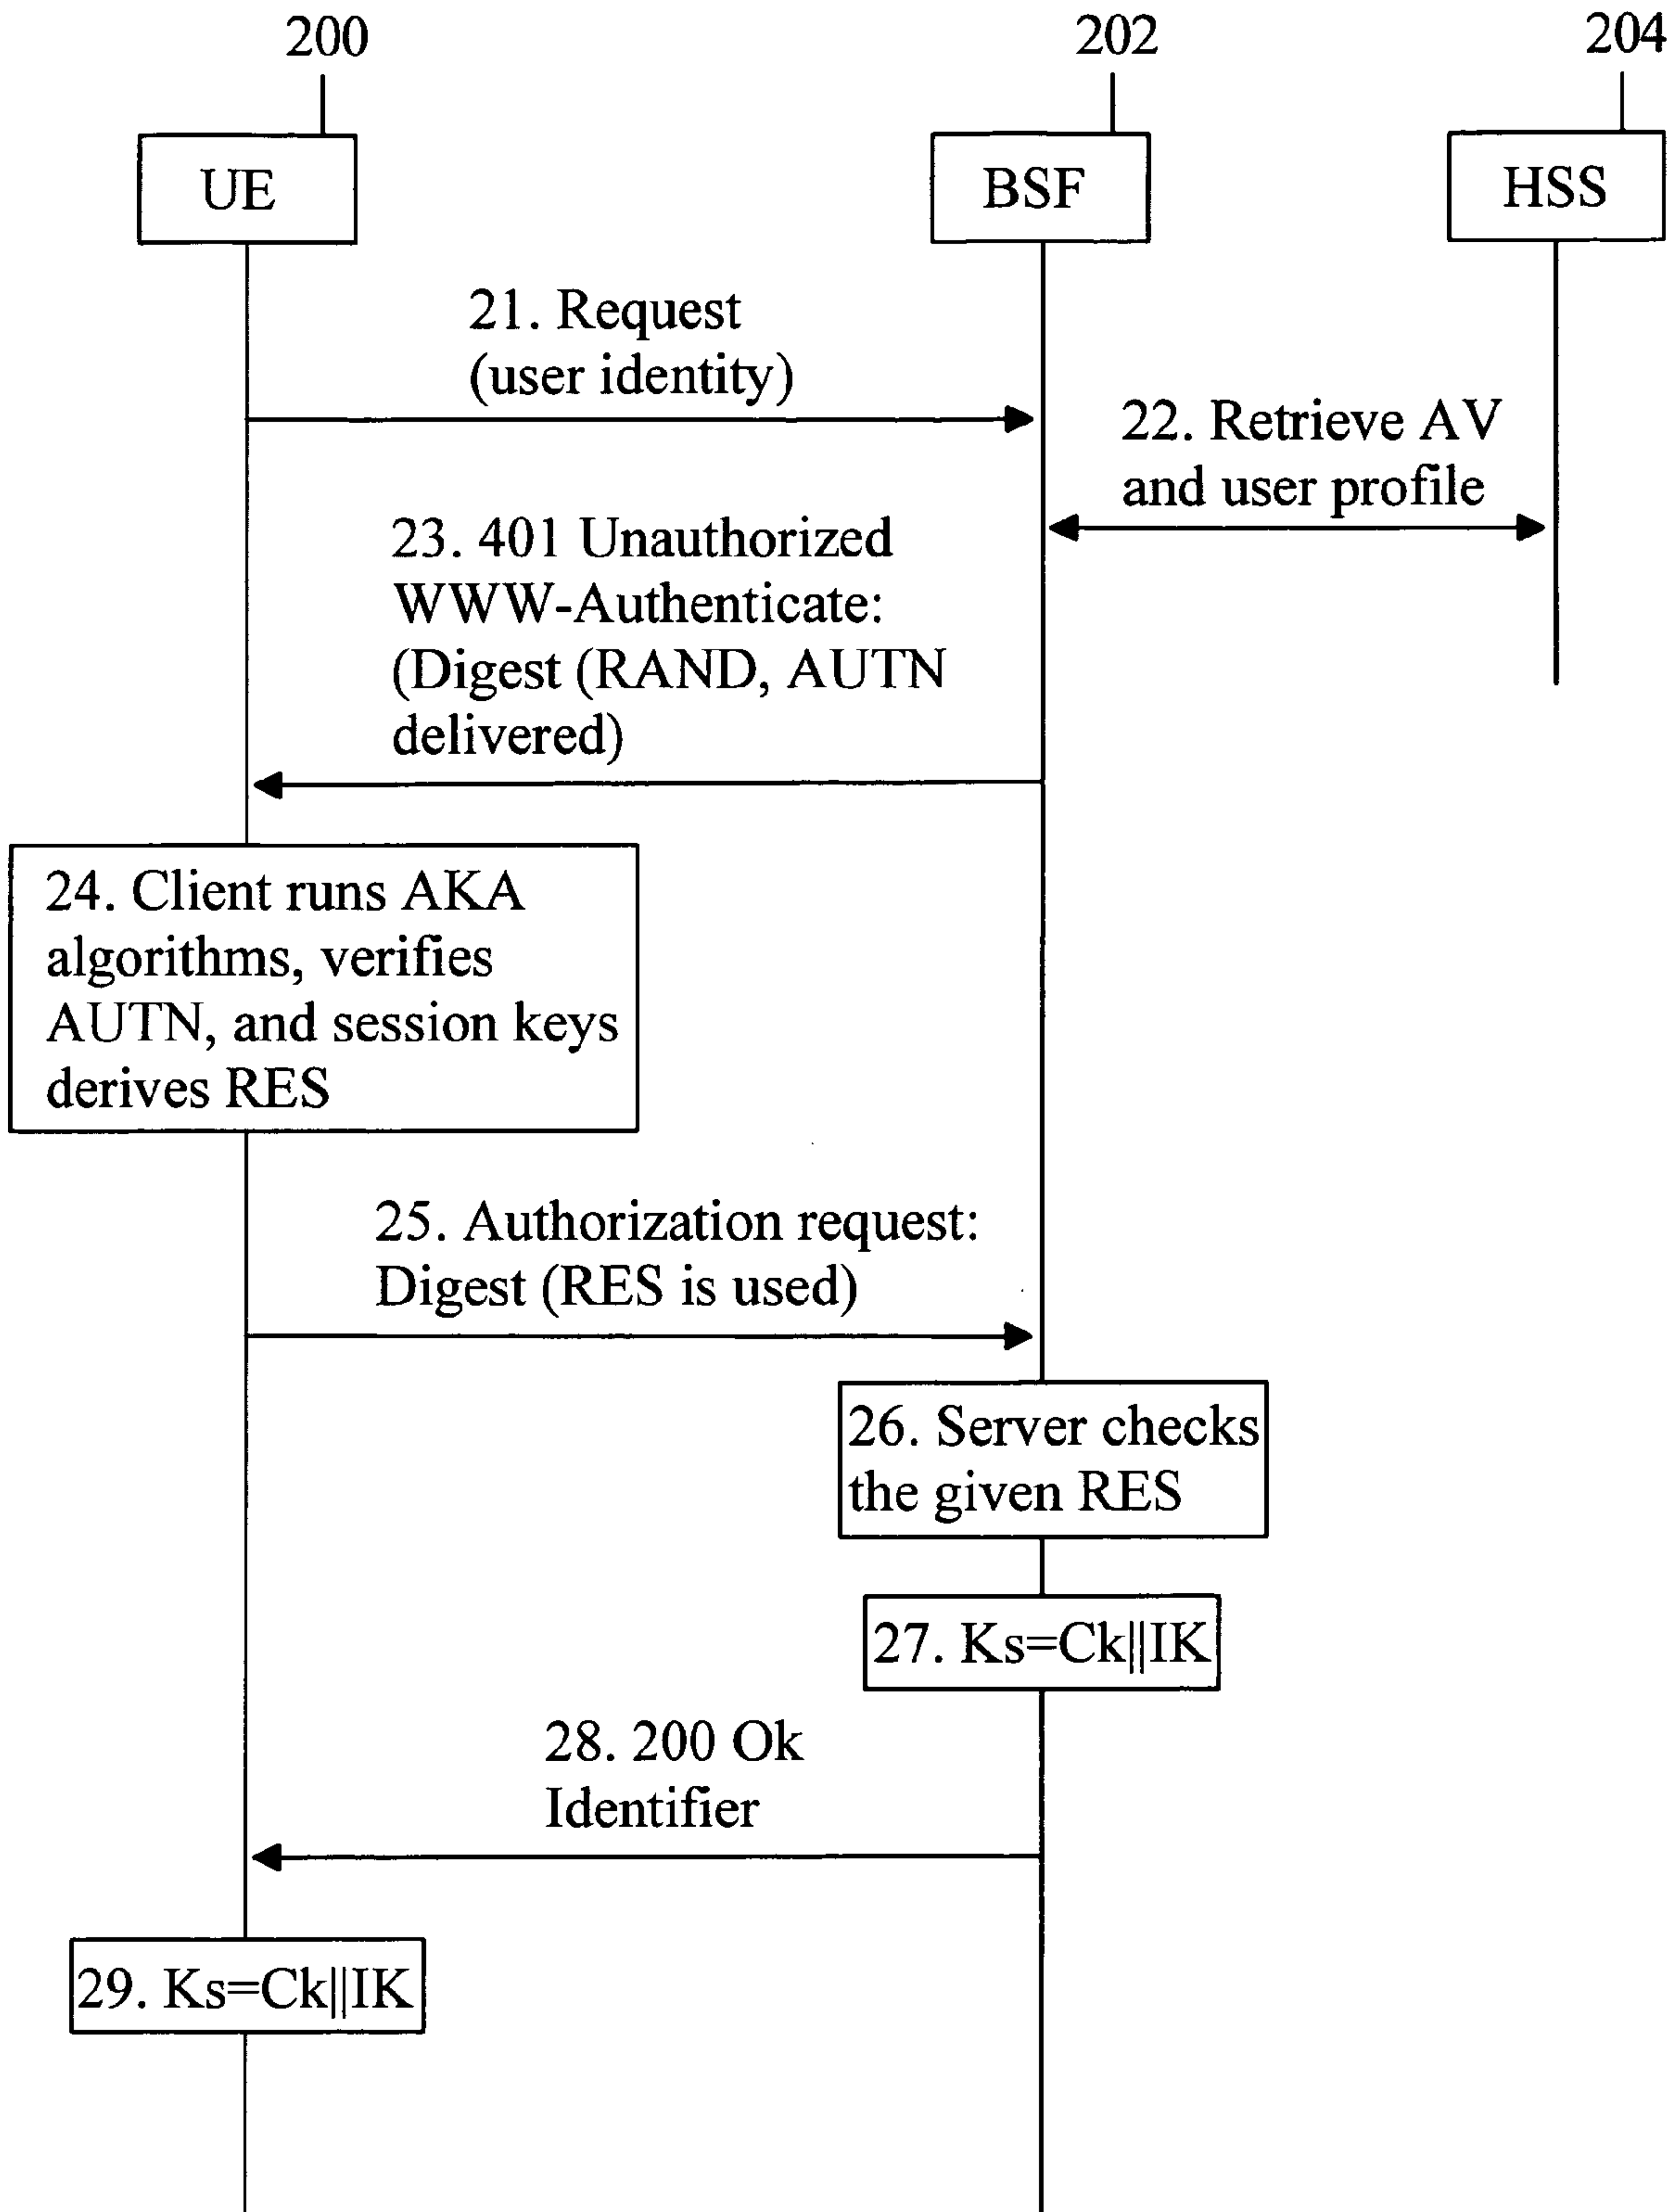 200
202
204
UE
BSF
HSS
21. Request
(user identity)
22. Retrieve AV
and user profile
23. 401 Unauthorized
WWW-Authenticate:
(Digest (RAND, AUTN
delivered)
24. Client runs AKA
algorithms, verifies
AUTN, and session keys
derives RES
25. Authorization request:
Digest (RES is used)
26. Server checks
the given RES
27. Ks=Ck||IK
28. 200 Ok
Identifier
29. Ks=Ck||IK